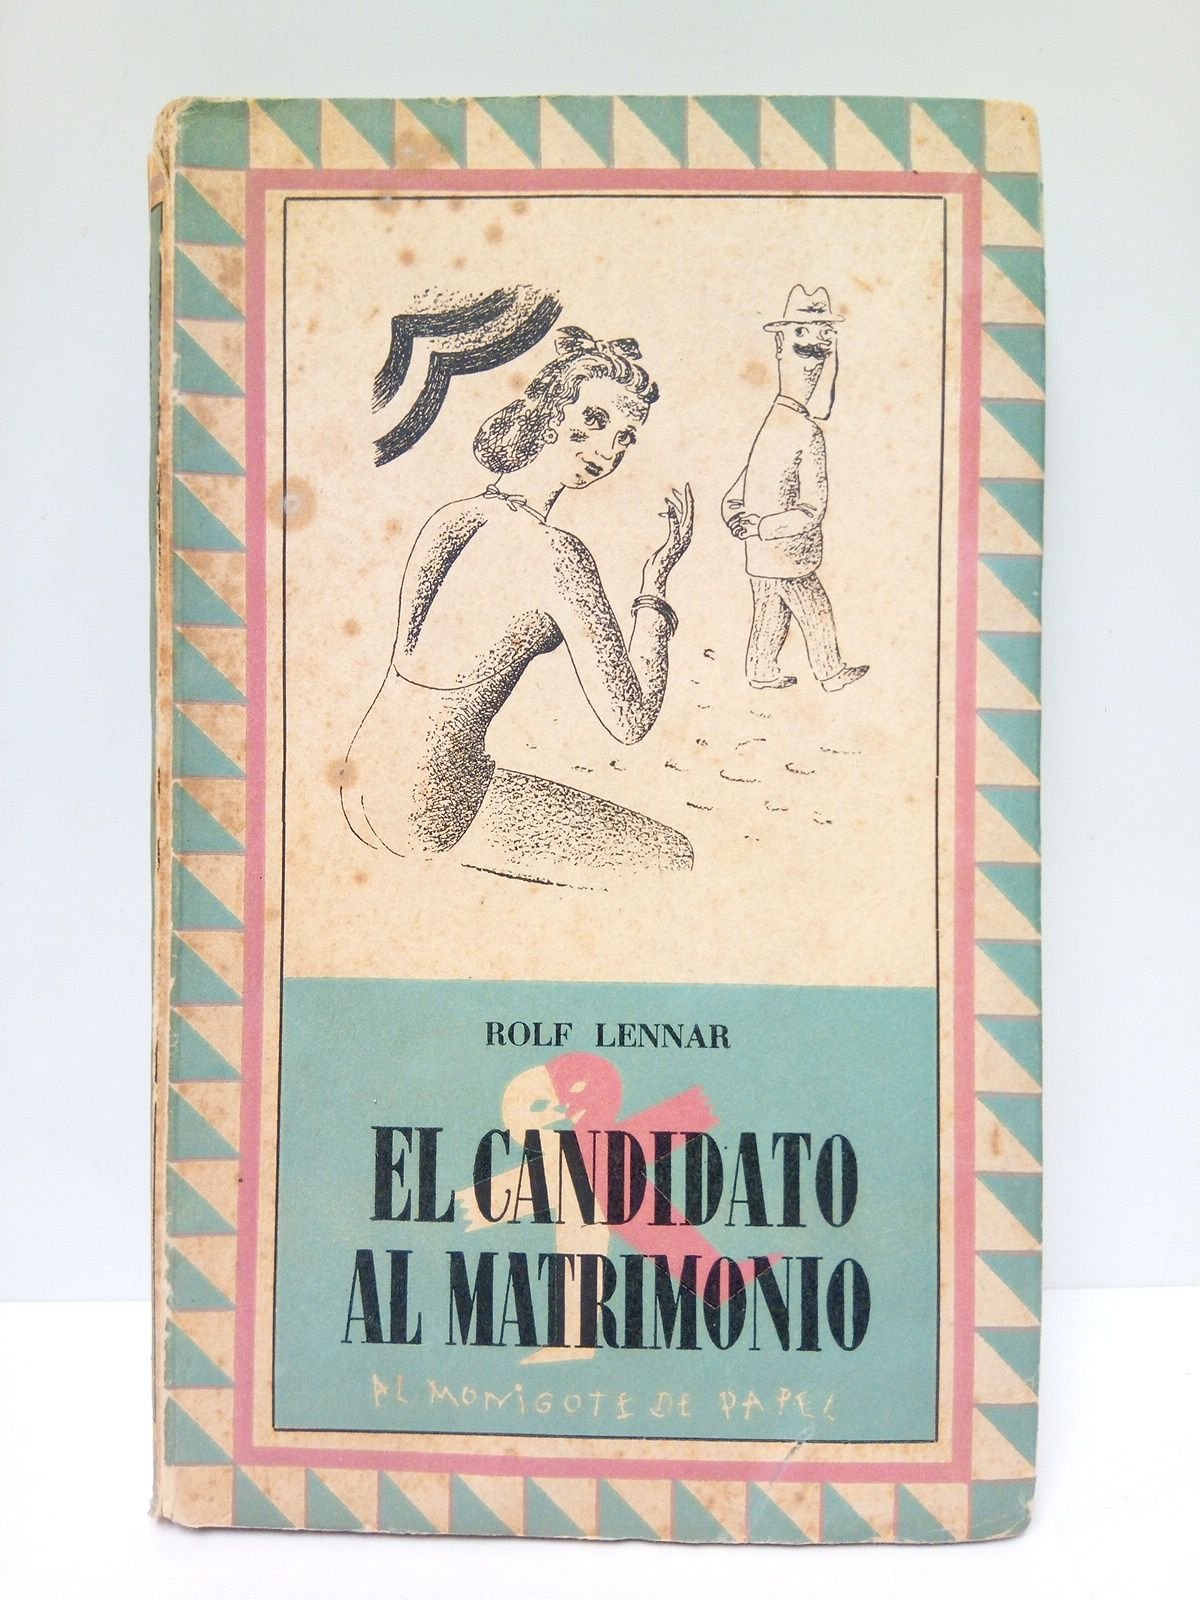 ROLF LENNAR
EL CANDIDATO
AL MATRIMONIO
AL MONIGOTE DE PAPEL